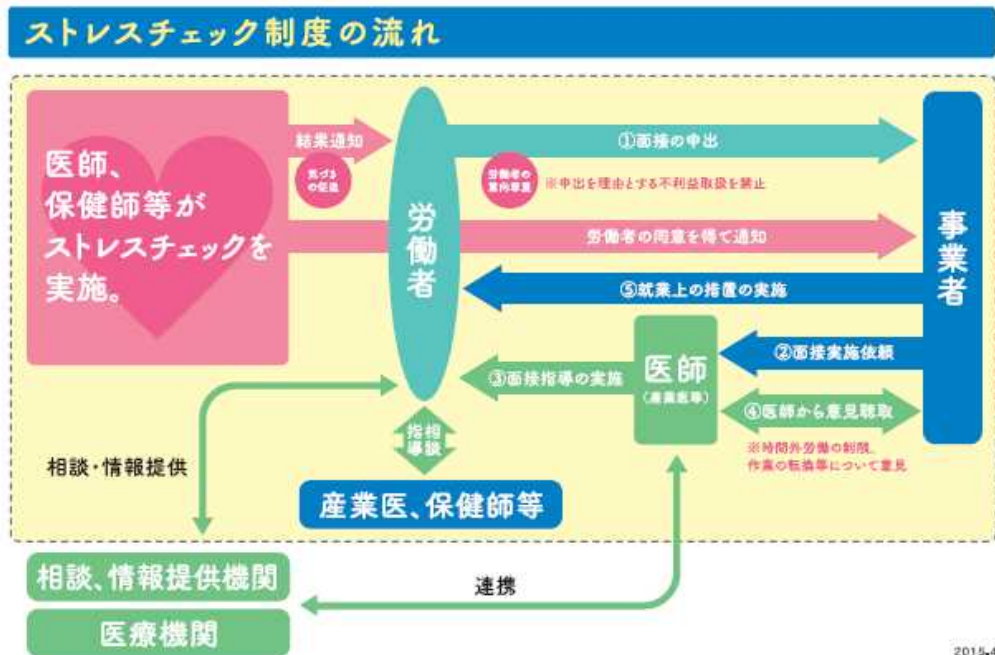 ストレスチェック制度の流れ
医師、
保健師等が
ストレスチェックを
実施。
結果通知
気づき
の促進
労働者
①面接の申出
労働者の
意向尊重
※申出を理由とする不利益取扱を禁止
労働者の同意を得て通知
事業者
⑤就業上の措置の実施
②面接実施依頼
③面接指導の実施
医師
(産業医等)
④医師から意見聴取
※時間外労働の制限、
作業の転換等について意見
相談
指導
相談・情報提供
産業医、保健師等
相談、情報提供機関
医療機関
連携
2015.4